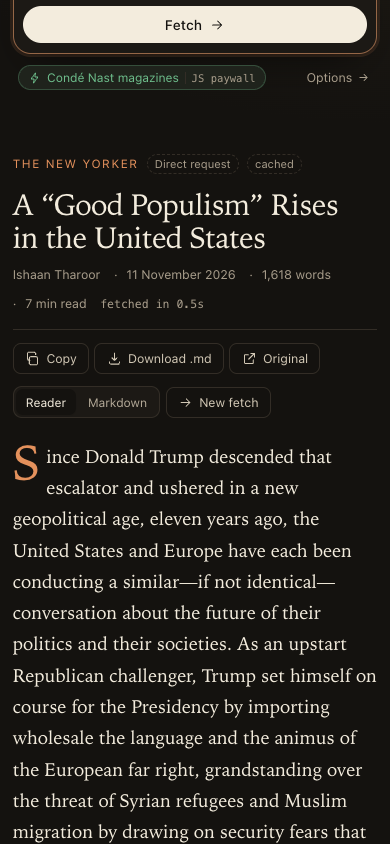 Fetch →
Condé Nast magazines | JS paywall
Options →
THE NEW YORKER
Direct request
cached
A “Good Populism” Rises
in the United States
Ishaan Tharoor · 11 November 2026 · 1,618 words
· 7 min read fetched in 0.5s
Copy
Download .md
Original
Reader
Markdown
→ New fetch
Since Donald Trump descended that
escalator and ushered in a new
geopolitical age, eleven years ago, the
United States and Europe have each been
conducting a similar—if not identical—
conversation about the future of their
politics and their societies. As an upstart
Republican challenger, Trump set himself on
course for the Presidency by importing
wholesale the language and the animus of
the European far right, grandstanding over
the threat of Syrian refugees and Muslim
migration by drawing on security fears that